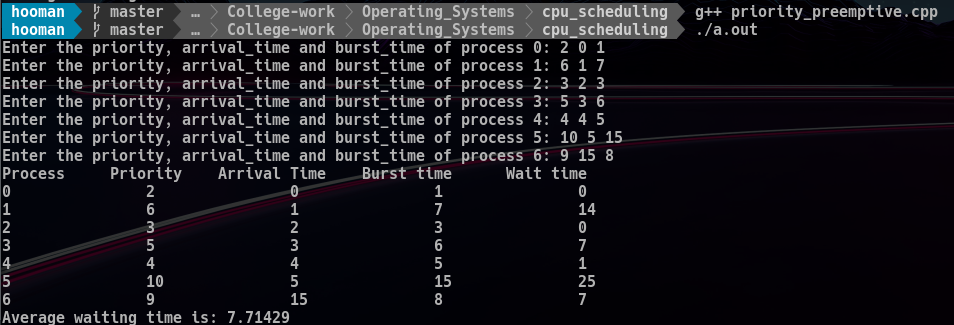 hooman master … College-work Operating_Systems cpu_scheduling g++ priority_preemptive.cpp
hooman master … College-work Operating_Systems cpu_scheduling ./a.out
Enter the priority, arrival_time and burst_time of process 0: 2 0 1
Enter the priority, arrival_time and burst_time of process 1: 6 1 7
Enter the priority, arrival_time and burst_time of process 2: 3 2 3
Enter the priority, arrival_time and burst_time of process 3: 5 3 6
Enter the priority, arrival_time and burst_time of process 4: 4 4 5
Enter the priority, arrival_time and burst_time of process 5: 10 5 15
Enter the priority, arrival_time and burst_time of process 6: 9 15 8
Process Priority Arrival Time Burst time Wait time
0 2 0 1 0
1 6 1 7 14
2 3 2 3 0
3 5 3 6 7
4 4 4 5 1
5 10 5 15 25
6 9 15 8 7
Average waiting time is: 7.71429